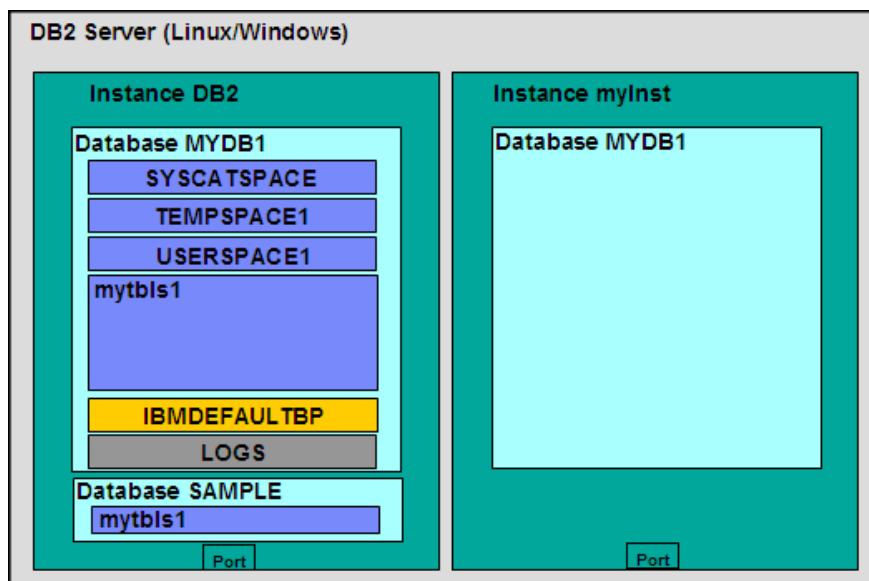 DB2 Server (Linux/Windows)
Instance DB2
Database MYDB1
SYSCATSPACE
TEMPSPACE1
USERSPACE1
mytbls1
IBMDEFAULTBP
LOGS
Database SAMPLE
mytbls1
Port
Instance myInst
Database MYDB1
Port